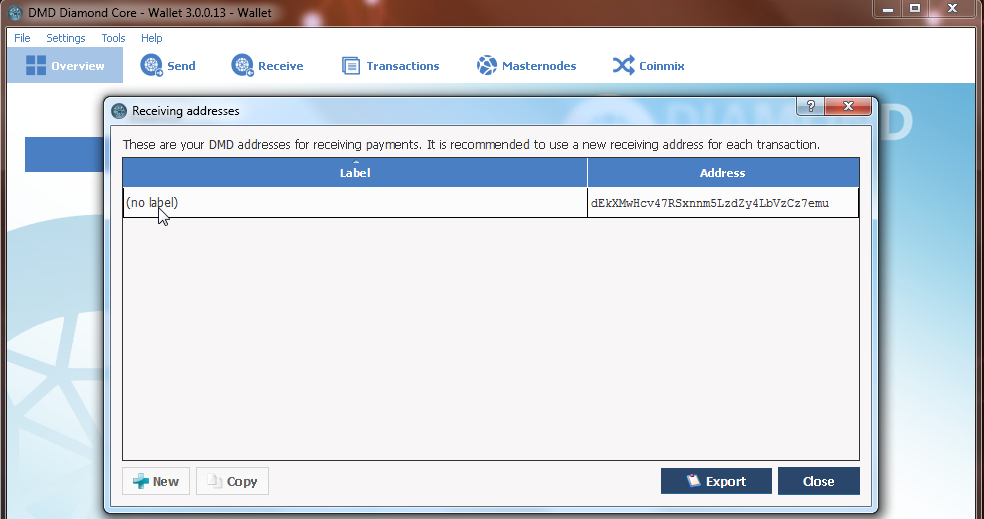 DMD Diamond Core - Wallet 3.0.0.13 - Wallet
File Settings Tools Help
Overview Send Receive Transactions Masternodes Coinmix
DIAMOND
Receiving addresses
These are your DMD addresses for receiving payments. It is recommended to use a new receiving address for each transaction.
Label Address
(no label) dEkXMwHcv47RSxnnm5LzdZy4LbVzCz7emu
New Copy Export Close